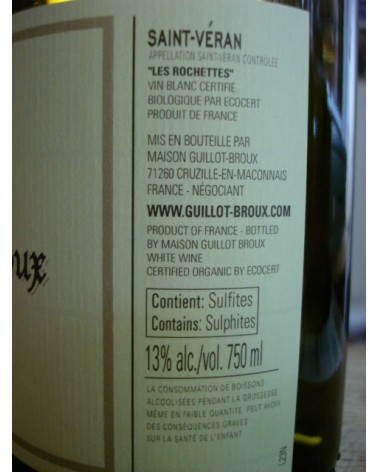 SAINT-VÉRAN
APPELLATION SAINT-VÉRAN CONTRÔLÉE
"LES ROCHETTES"
VIN BLANC CERTIFIÉ
BIOLOGIQUE PAR ECOCERT
PRODUIT DE FRANCE
MIS EN BOUTEILLE PAR
MAISON GUILLOT-BROUX
71260 CRUZILLE-EN-MACONNAIS
FRANCE - NÉGOCIANT
WWW.GUILLOT-BROUX.COM
PRODUCT OF FRANCE - BOTTLED
BY MAISON GUILLOT BROUX
WHITE WINE
CERTIFIED ORGANIC BY ECOCERT
Contient: Sulfites
Contains: Sulphites
13% alc./vol. 750 ml
LA CONSOMMATION DE BOISSONS
ALCOOLISÉES PENDANT LA GROSSESSE,
MÊME EN FAIBLE QUANTITÉ, PEUT AVOIR
DES CONSÉQUENCES GRAVES
SUR LA SANTÉ DE L'ENFANT
oux